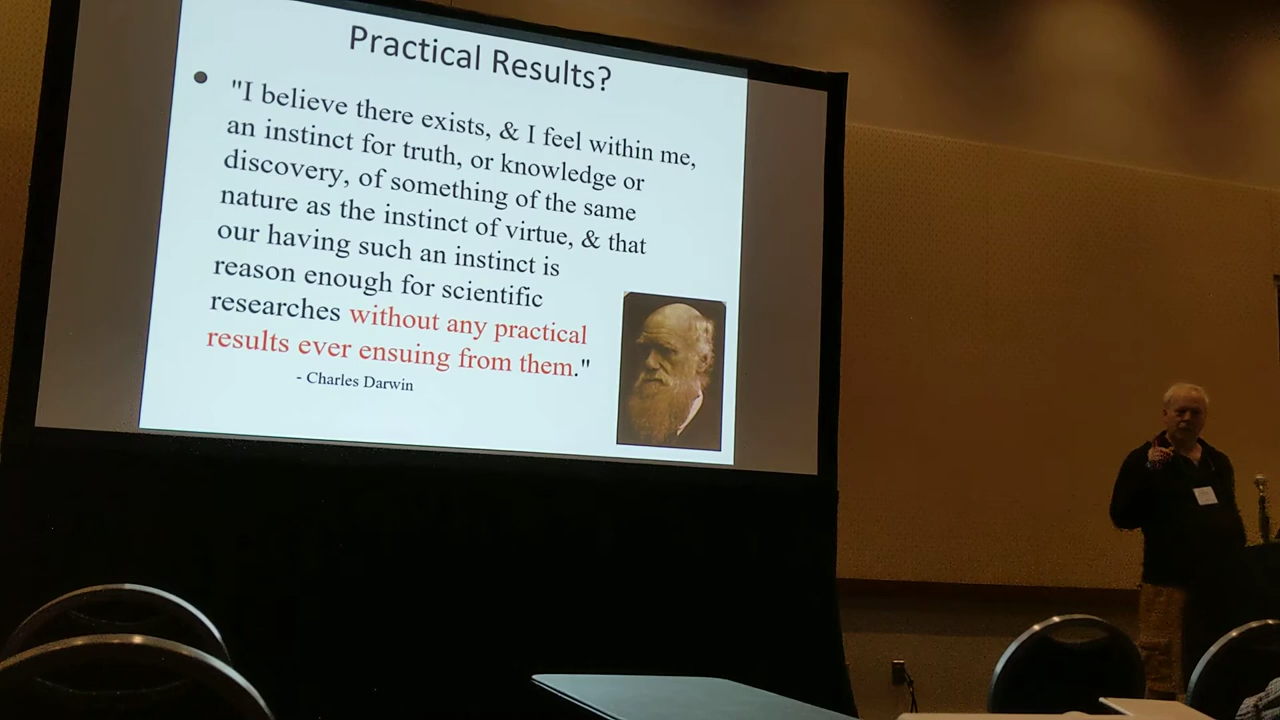 Practical Results?
"I believe there exists, & I feel within me,
an instinct for truth, or knowledge or
discovery, of something of the same
nature as the instinct of virtue, & that
our having such an instinct is
reason enough for scientific
researches without any practical
results ever ensuing from them."
- Charles Darwin